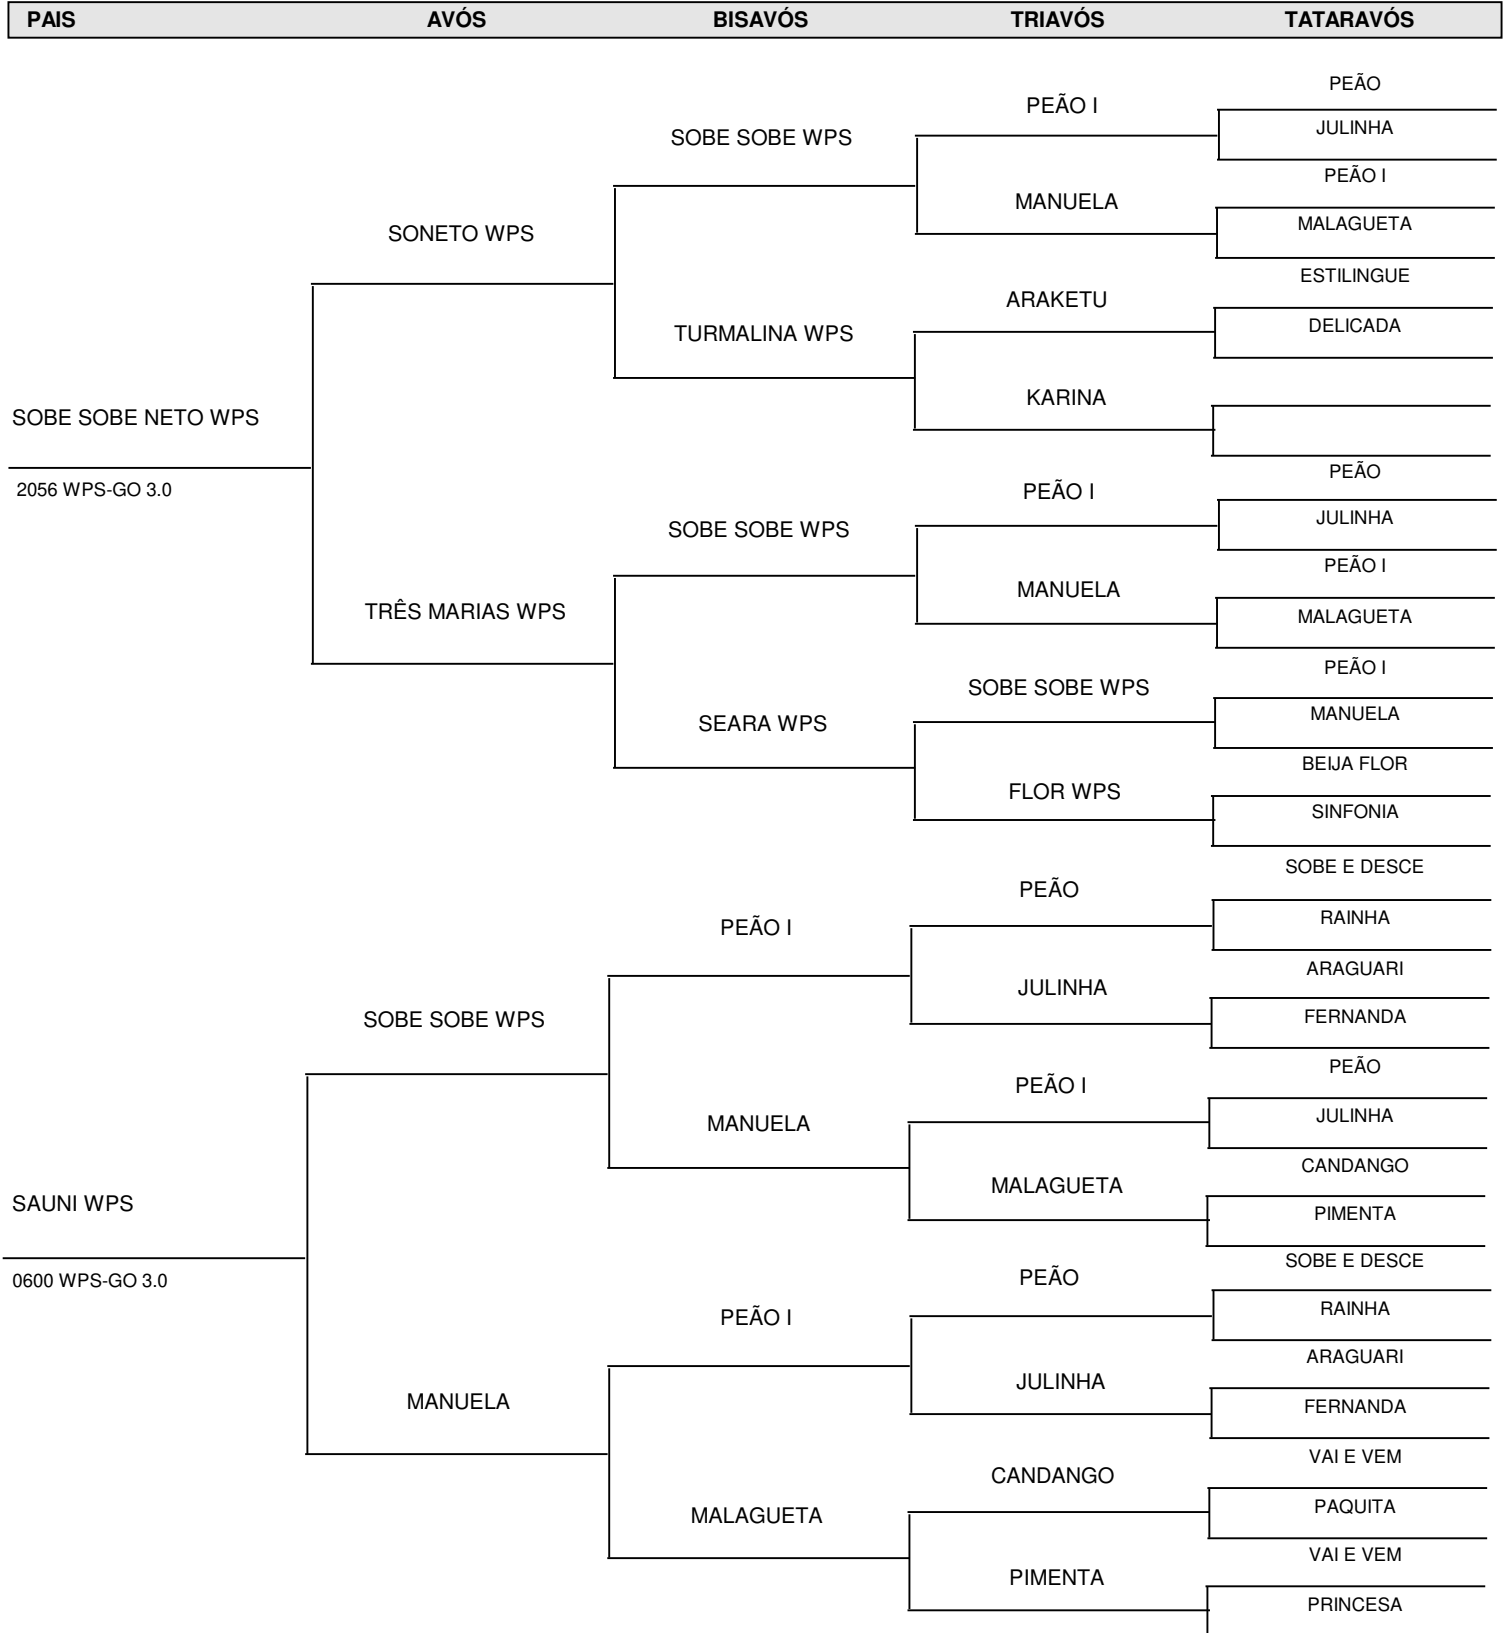 PAIS AVÓS BISAVÓS TRIAVÓS TATARAVÓS
PEÃO
PEÃO I
JULINHA
SOBE SOBE WPS
PEÃO I
MANUELA
MALAGUETA
SONETO WPS
ESTILINGUE
ARAKETU
DELICADA
TURMALINA WPS
KARINA
SOBE SOBE NETO WPS
PEÃO
2056 WPS-GO 3.0
PEÃO I
JULINHA
SOBE SOBE WPS
PEÃO I
MANUELA
TRÊS MARIAS WPS
MALAGUETA
PEÃO I
SOBE SOBE WPS
MANUELA
SEARA WPS
BEIJA FLOR
FLOR WPS
SINFONIA
SOBE E DESCE
PEÃO
RAINHA
PEÃO I
ARAGUARI
JULINHA
SOBE SOBE WPS
FERNANDA
PEÃO
PEÃO I
JULINHA
MANUELA
CANDANGO
MALAGUETA
SAUNI WPS
PIMENTA
SOBE E DESCE
0600 WPS-GO 3.0
PEÃO
RAINHA
PEÃO I
ARAGUARI
JULINHA
MANUELA
FERNANDA
VAI E VEM
CANDANGO
PAQUITA
MALAGUETA
VAI E VEM
PIMENTA
PRINCESA